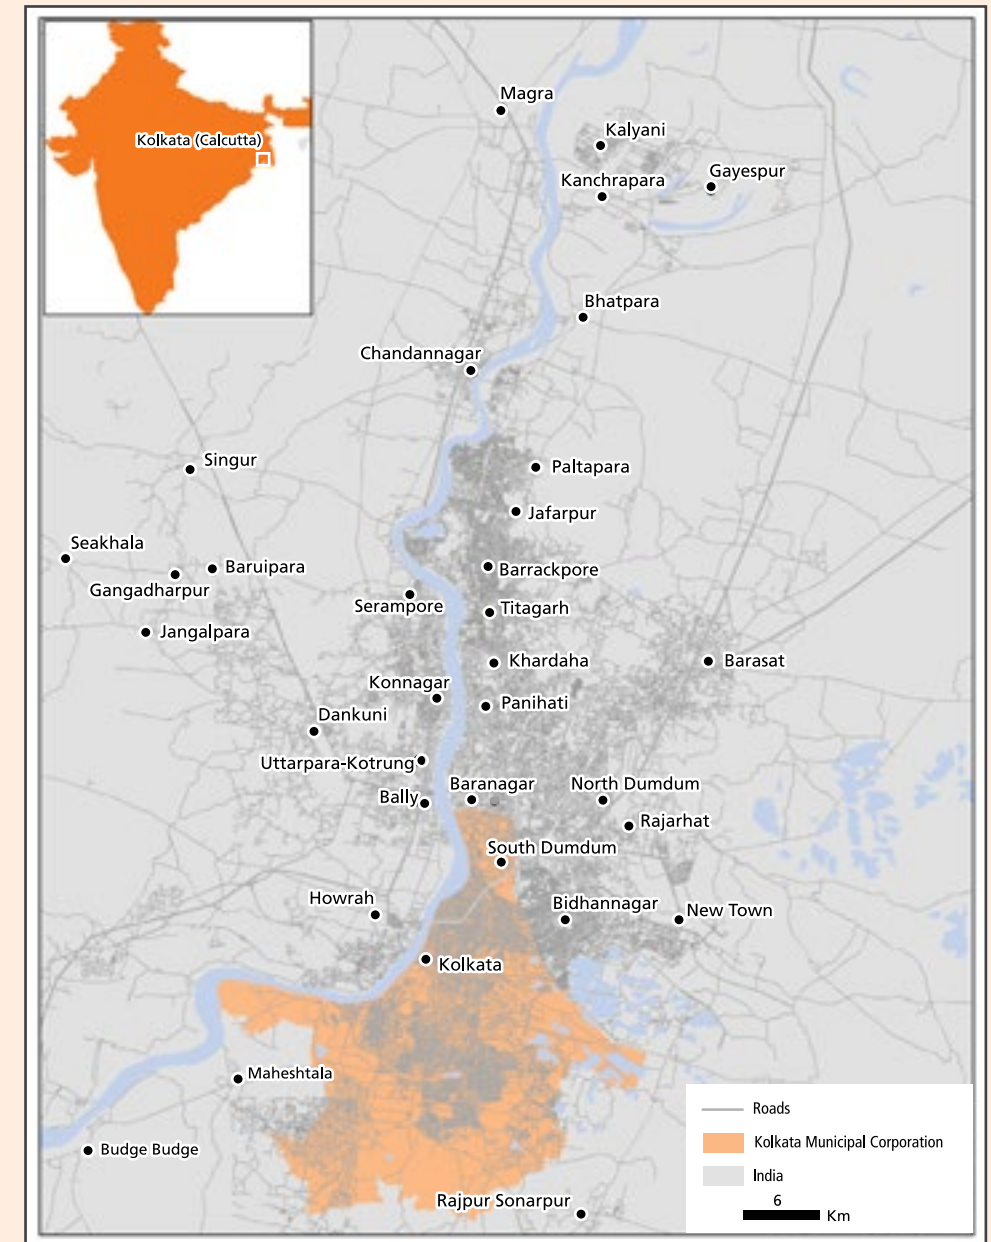 Magra
Kalyani
Kolkata (Calcutta)
Gayespur
Kanchrapara
Bhatpara
Chandannagar
Singur
Paltapara
Jafarpur
Seakhala
Baruipara
Barrackpore
Gangadharpur
Serampore
Titagarh
Jangalpara
Khardaha
Barasat
Konnagar
Panihati
Dankuni
Uttarpara-Kotrung
Baranagar
North Dumdum
Bally
Rajarhat
South Dumdum
Howrah
Bidhannagar
New Town
Kolkata
Maheshtala
Budge Budge
Rajpur Sonarpur
Roads
Kolkata Municipal Corporation
India
6
Km